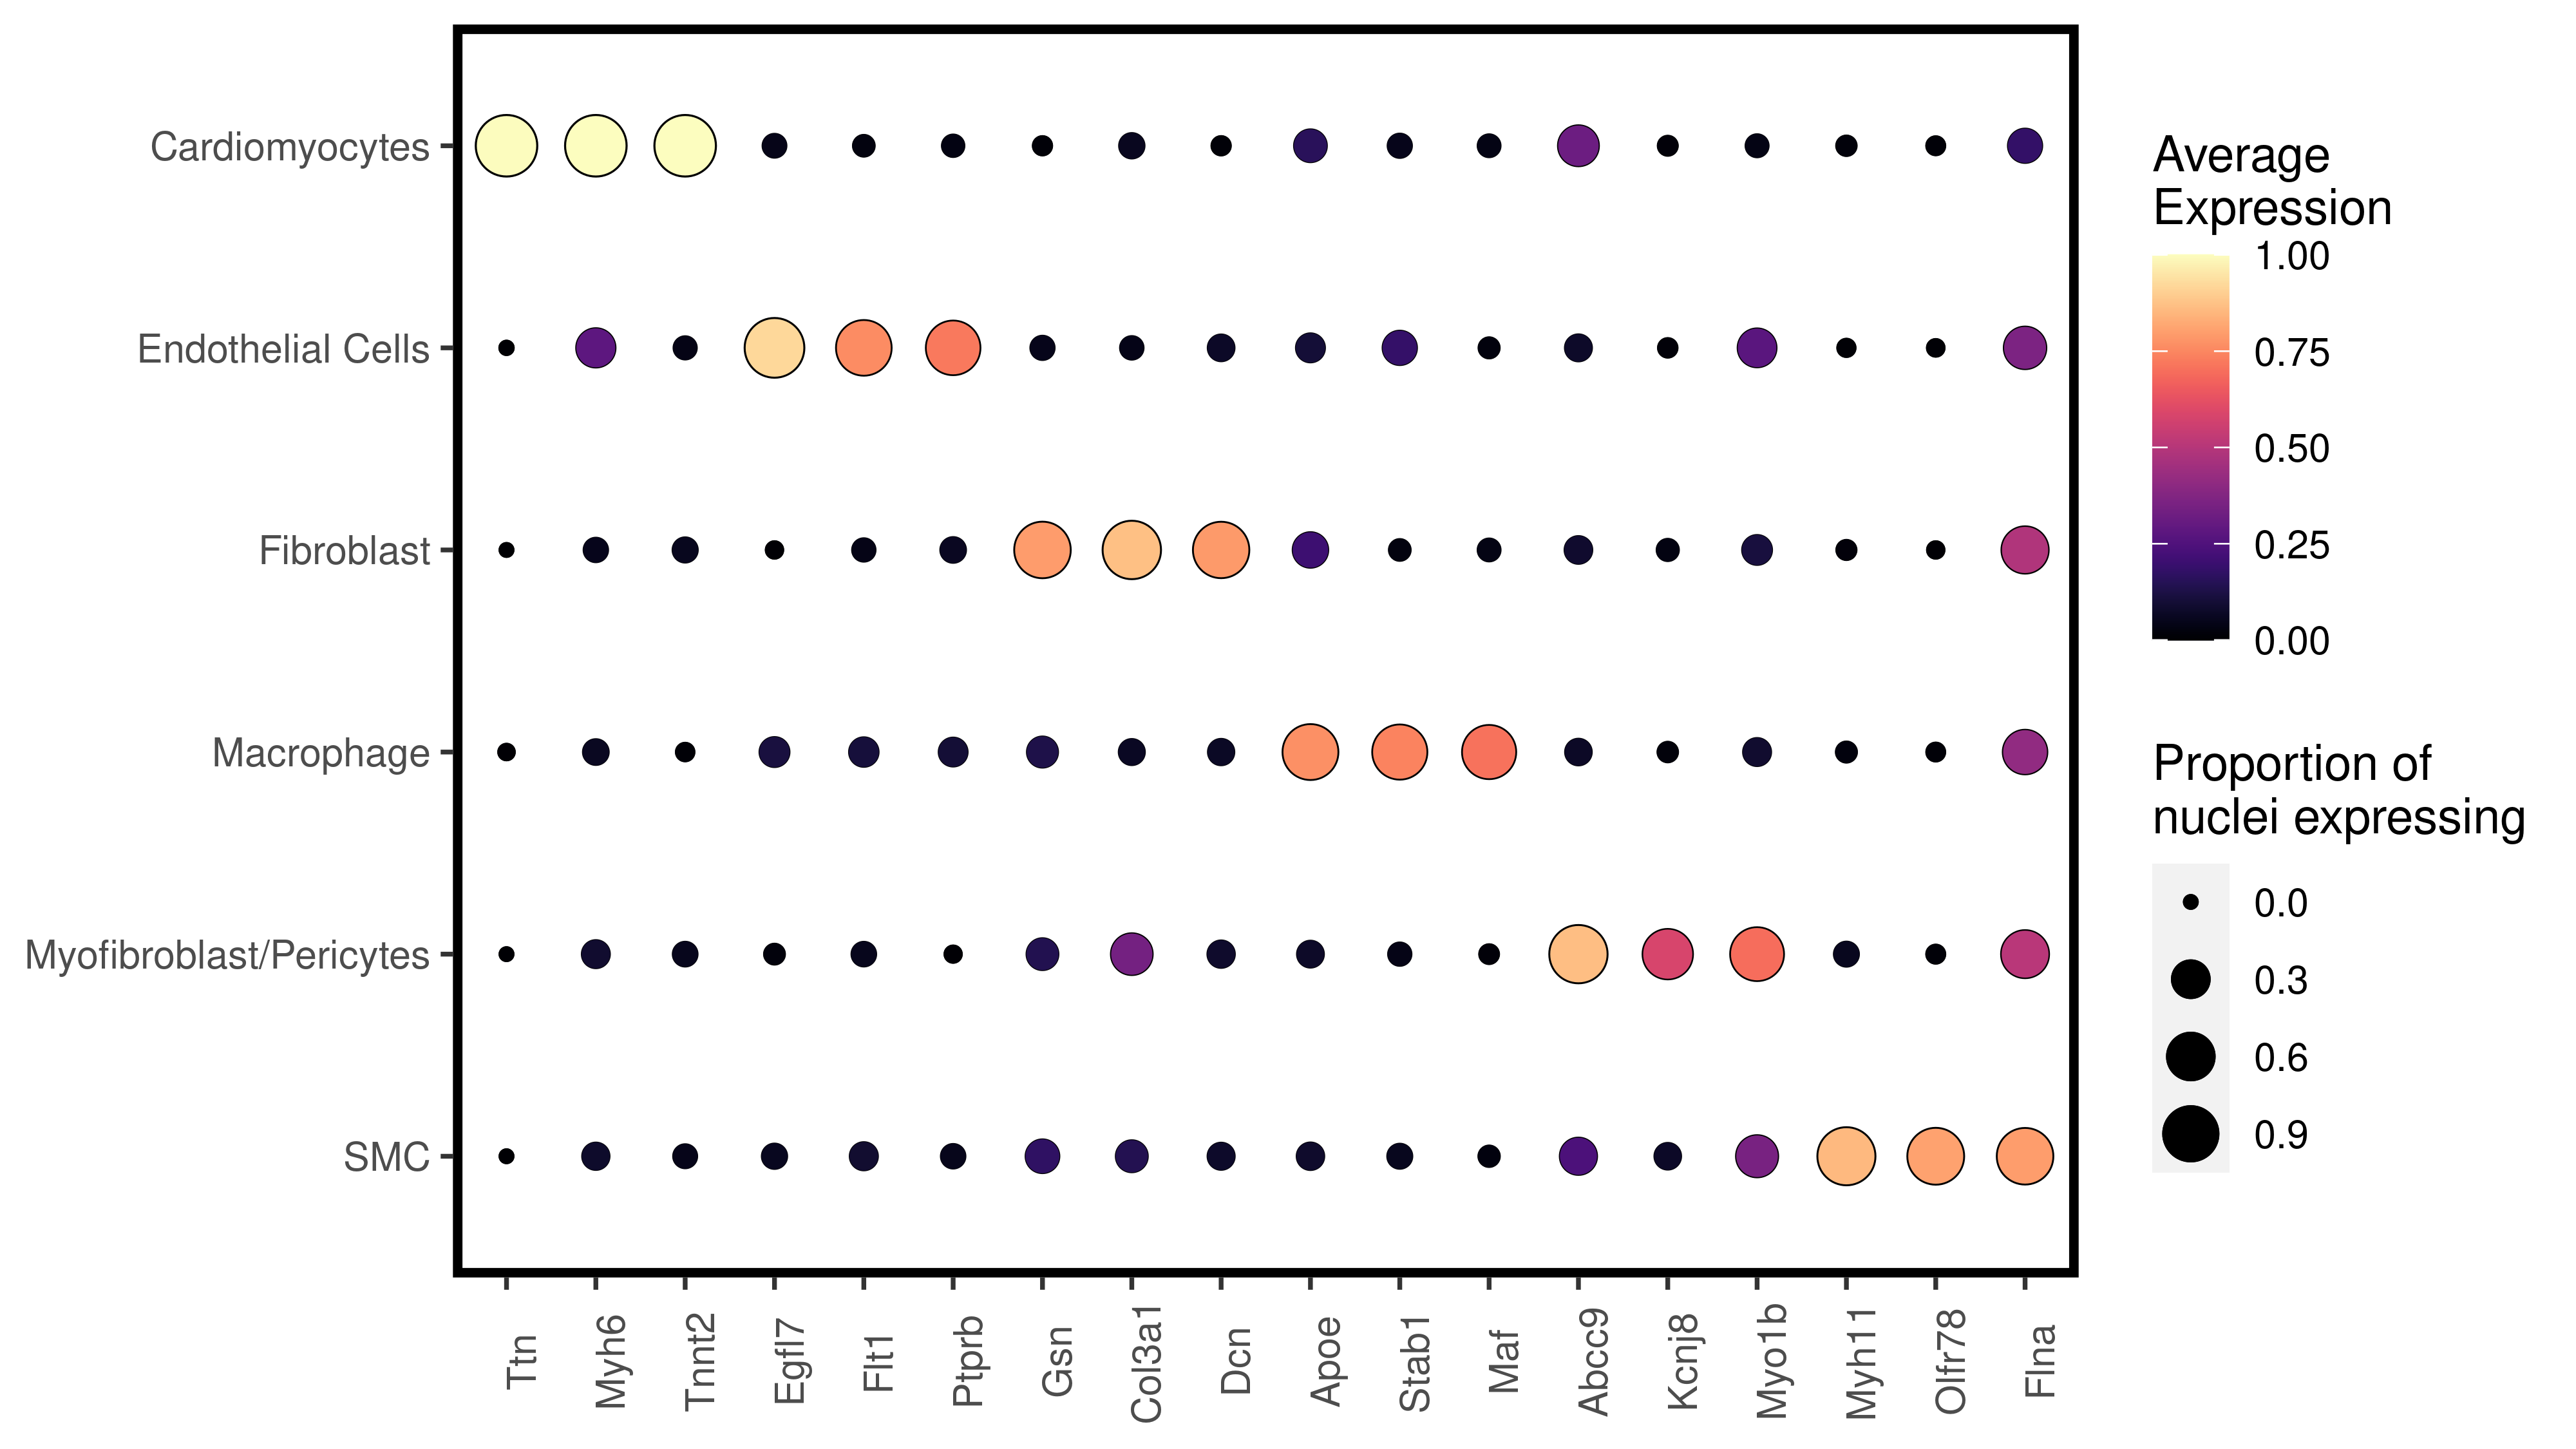 Cardiomyocytes
Endothelial Cells
Fibroblast
Macrophage
Myofibroblast/Pericytes
SMC
Ttn
Myh6
Tnnt2
Egfl7
Flt1
Ptprb
Gsn
Col3a1
Dcn
Apoe
Stab1
Maf
Abcc9
Kcnj8
Myo1b
Myh11
Olfr78
Flna
Average
Expression
1.00
0.75
0.50
0.25
0.00
Proportion of
nuclei expressing
0.0
0.3
0.6
0.9